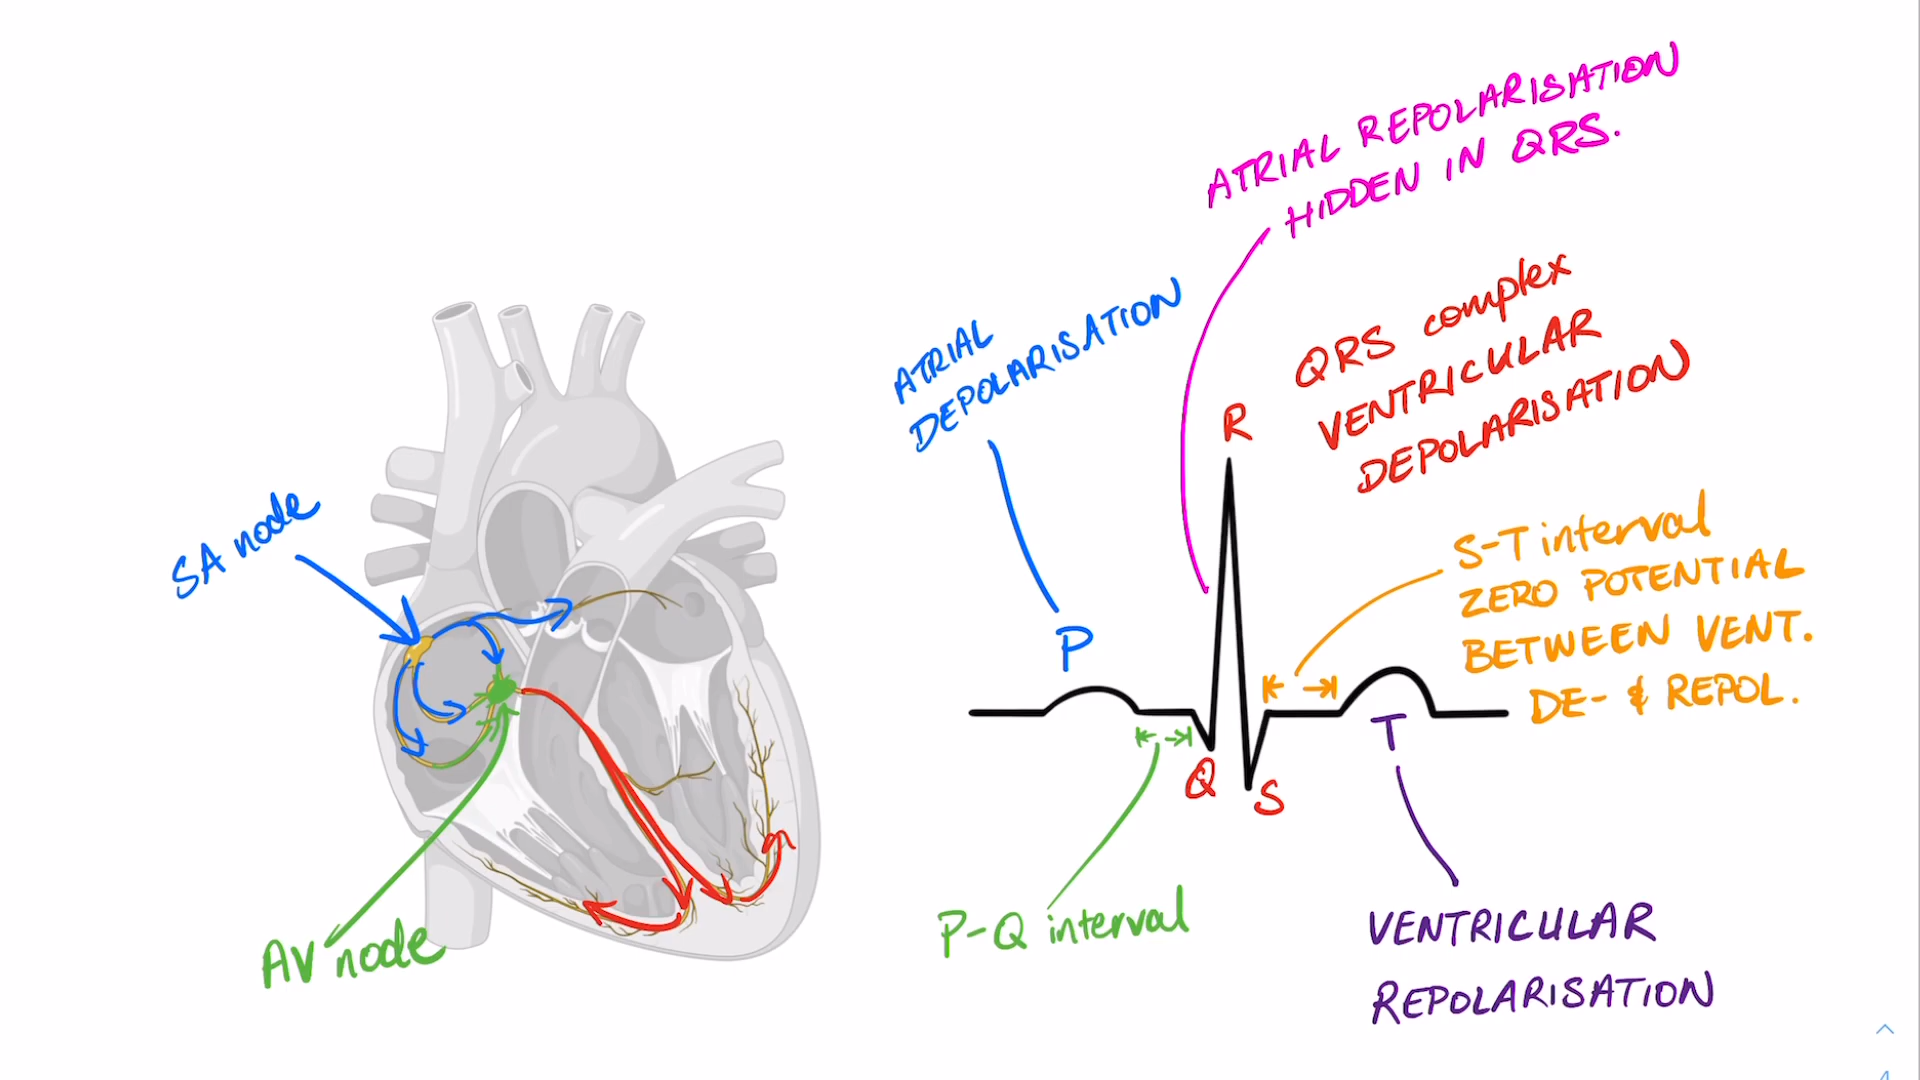 ATRIAL REPOLARISATION
HIDDEN IN QRS.
ATRIAL
DEPOLARISATION
QRS complex
VENTRICULAR
DEPOLARISATION
R
SA node
S-T interval
ZERO POTENTIAL
BETWEEN VENT.
DE- & REPOL.
P
T
Q
S
P-Q interval
AV node
VENTRICULAR
REPOLARISATION